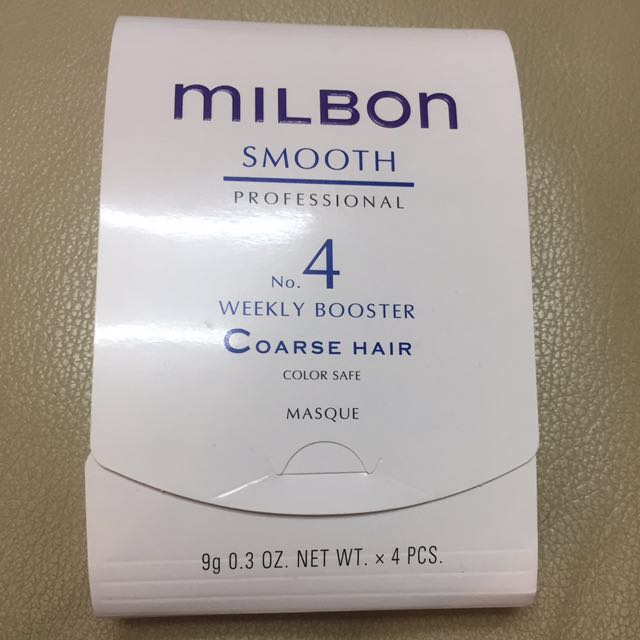 MILBON
SMOOTH
PROFESSIONAL
No. 4
WEEKLY BOOSTER
COARSE HAIR
COLOR SAFE
MASQUE
9g 0.3 OZ. NET WT. × 4 PCS.